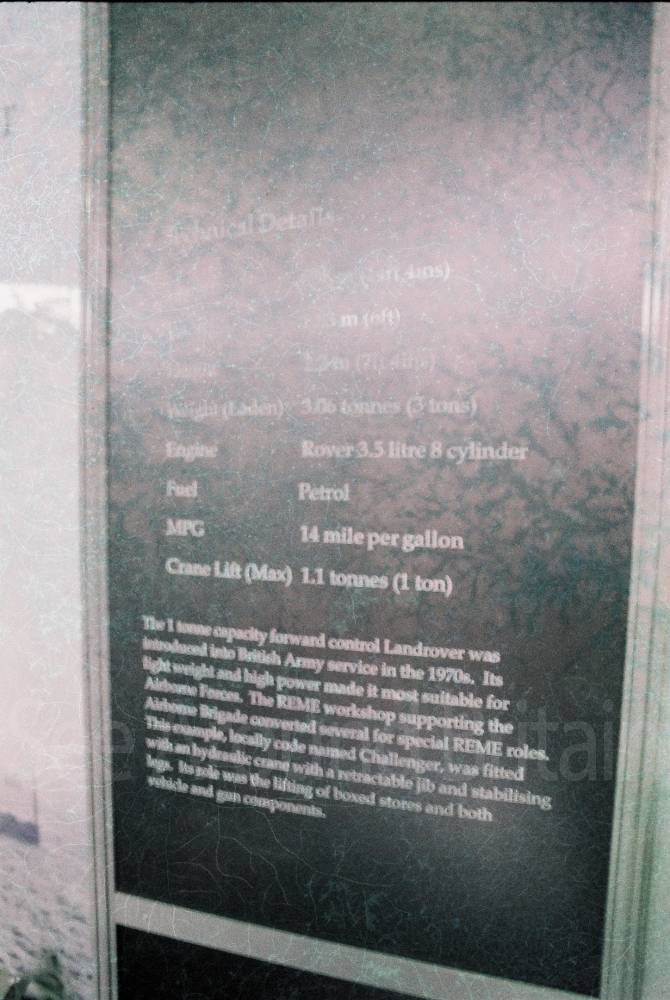 Technical Details
4ins)
m (6ft)
Weight (Laden) 3.06 tonnes (3 tons)
Engine Rover 3.5 litre 8 cylinder
Fuel Petrol
MPG 14 mile per gallon
Crane Lift (Max) 1.1 tonnes (1 ton)
The 1 tonne capacity forward control Landrover was
introduced into British Army service in the 1970s. Its
light weight and high power made it most suitable for
Airborne Forces. The REME workshop supporting the
Airborne Brigade converted several for special REME roles.
This example, locally code named Challenger, was fitted
with an hydraulic crane with a retractable jib and stabilising
legs. Its role was the lifting of boxed stores and both
vehicle and gun components.